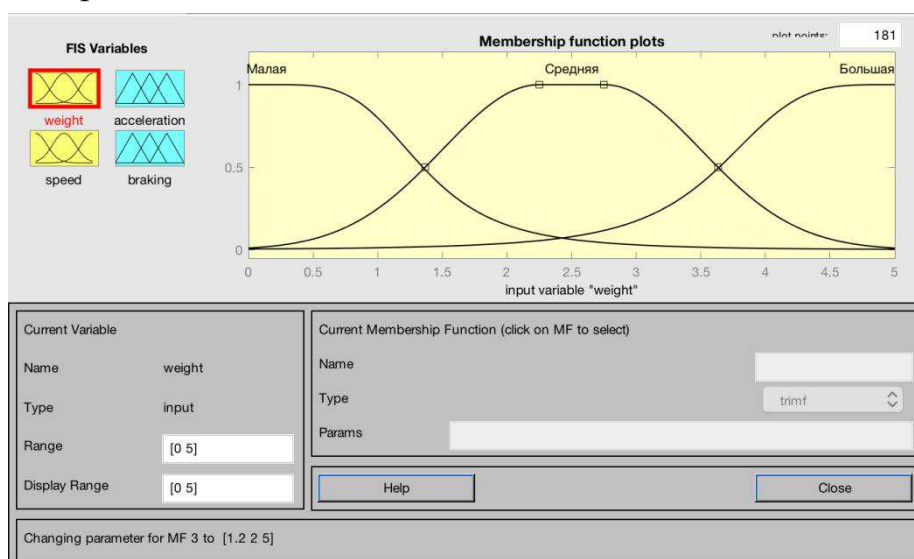 FIS Variables
weight
acceleration
speed
braking
Membership function plots
plot points:
181
Малая
Средняя
Большая
1
0.5
0
0
0.5
1
1.5
2
2.5
3
3.5
4
4.5
5
input variable "weight"
Current Variable
Name
weight
Type
input
Range
[0 5]
Display Range
[0 5]
Current Membership Function (click on MF to select)
Name
Type
trimf
Params
Help
Close
Changing parameter for MF 3 to [1.2 2 5]